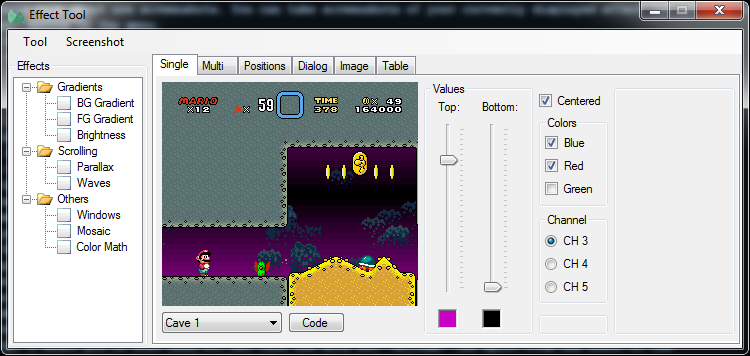 Effect Tool
Tool Screenshot
Effects
Gradients
BG Gradient
FG Gradient
Brightness
Scrolling
Parallax
Waves
Others
Windows
Mosaic
Color Math
Single Multi Positions Dialog Image Table
MARIO TIME
×12 × 59 378 × 49
164000
Cave 1
Code
Values
Top: Bottom:
Centered
Colors
Blue
Red
Green
Channel
CH 3
CH 4
CH 5